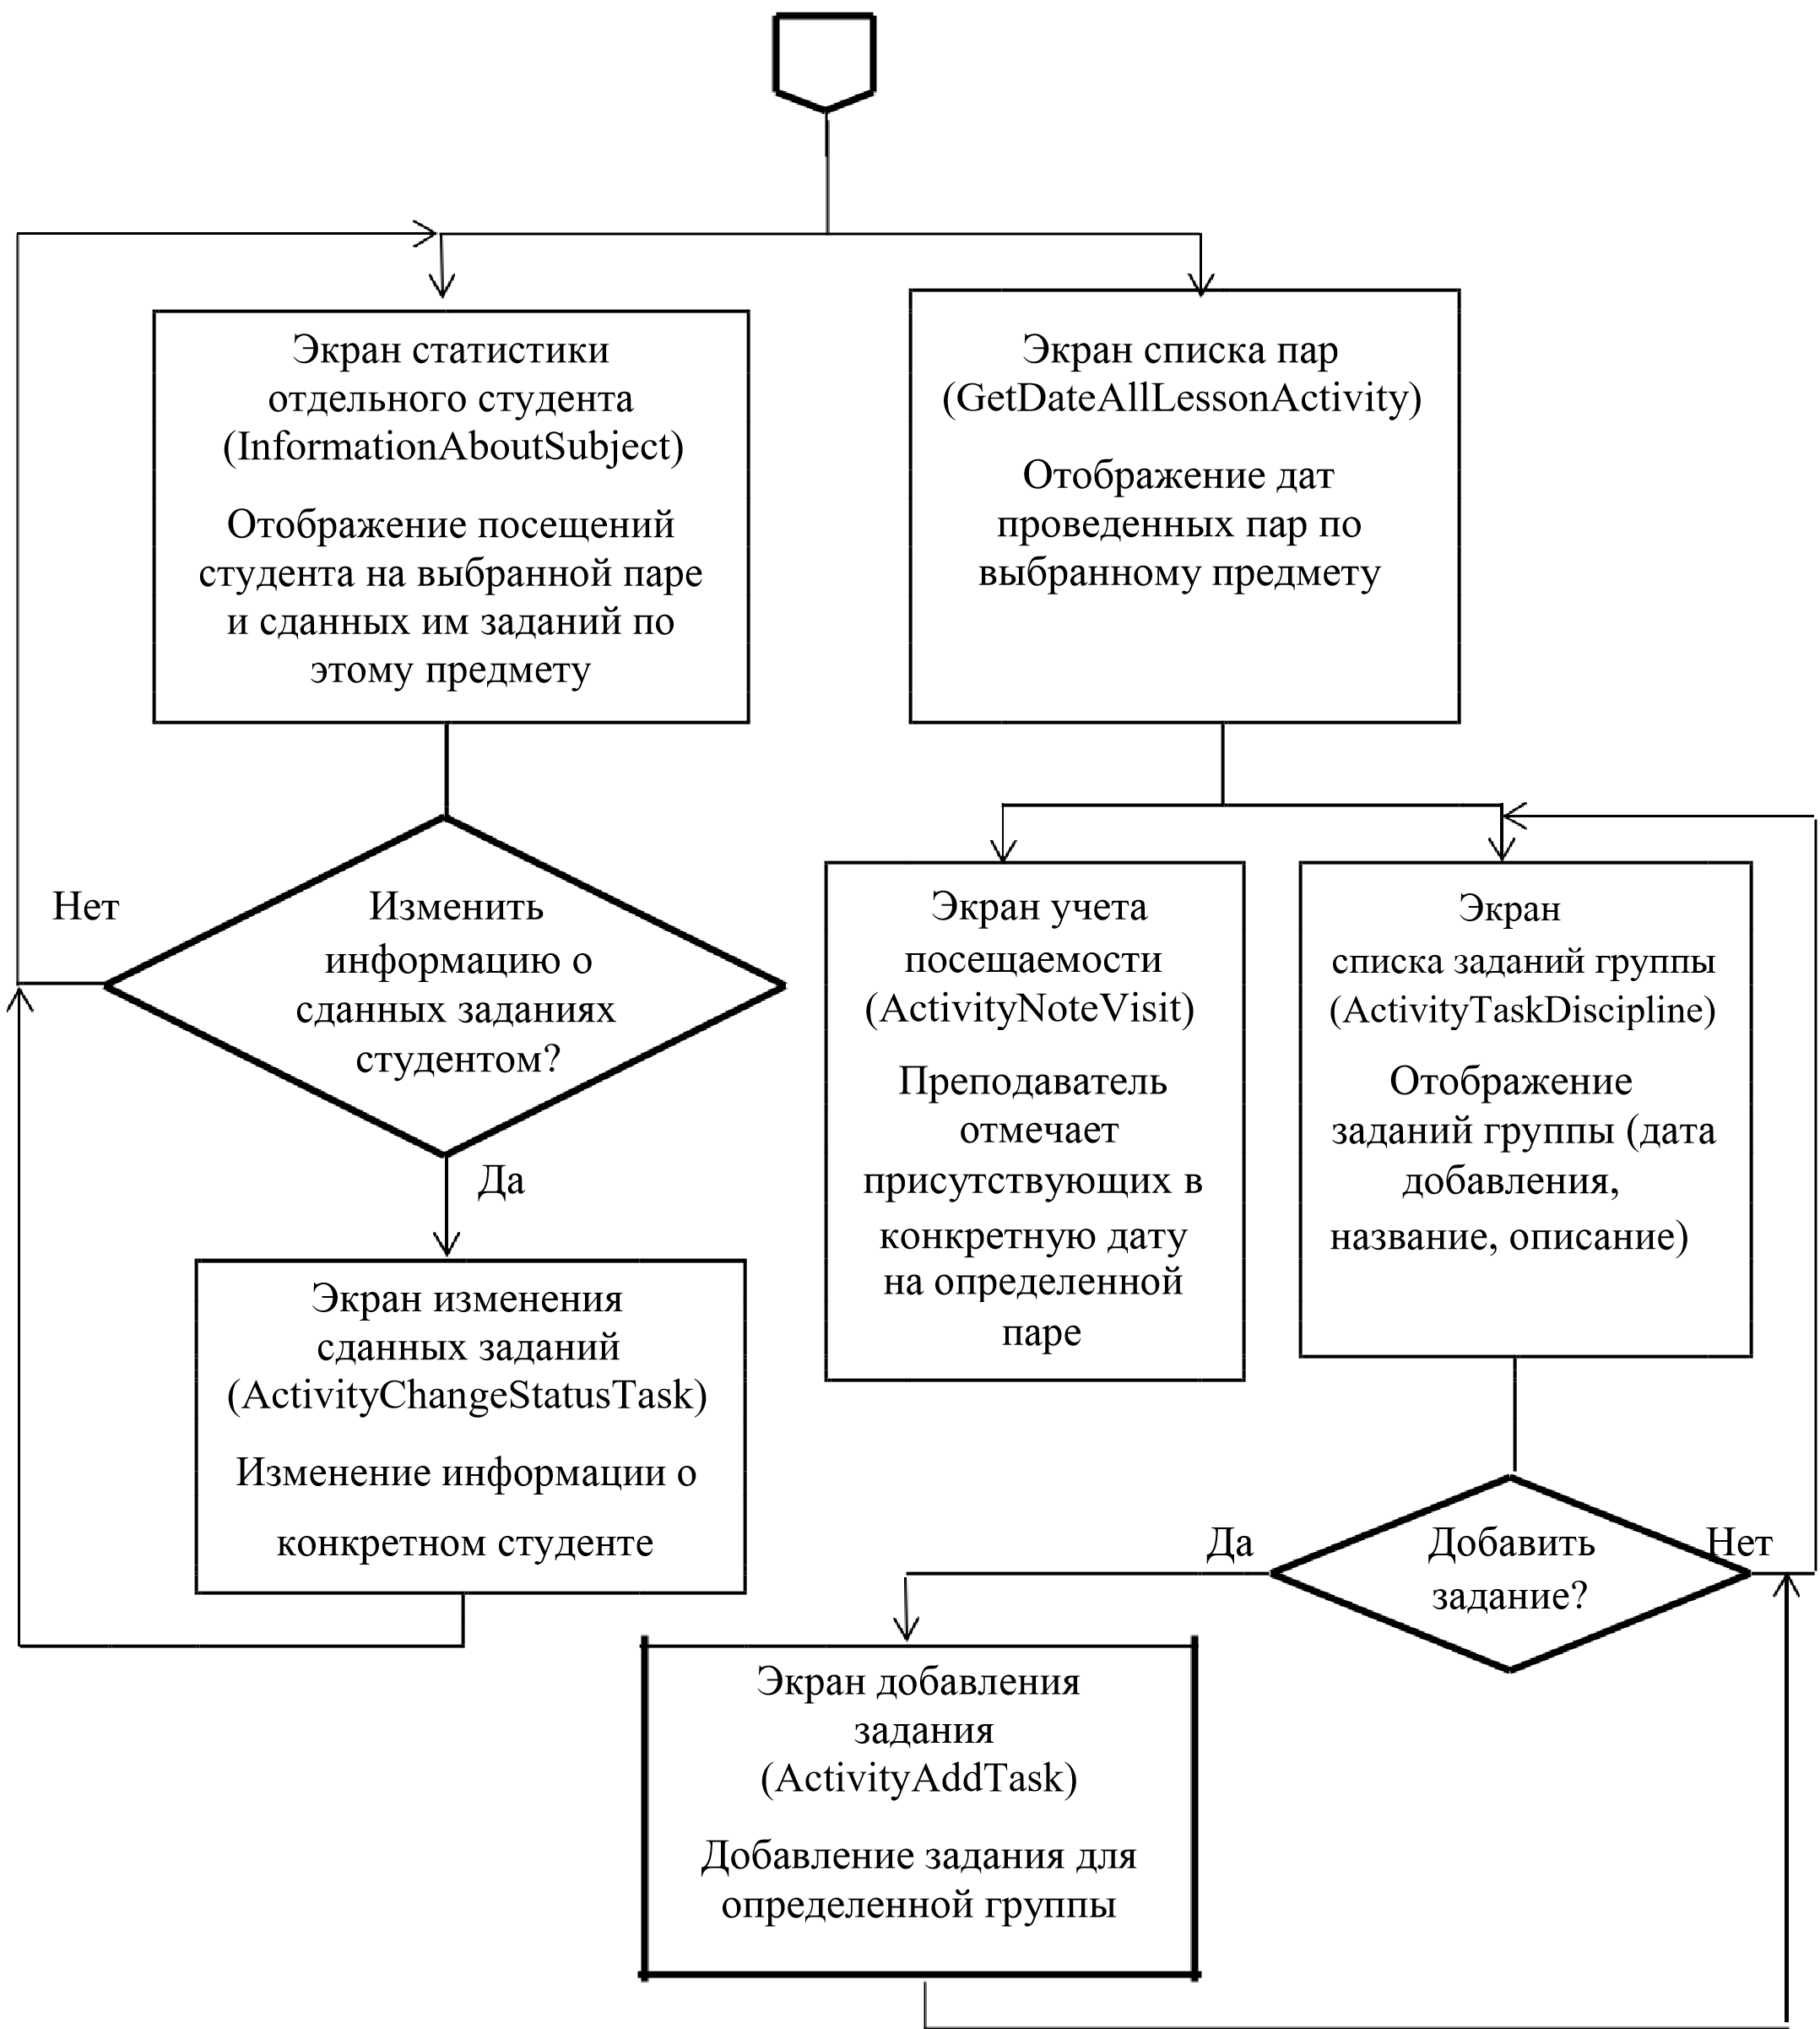 Экран статистики
отдельного студента
(InformationAboutSubject)
Отображение посещений
студента на выбранной паре
и сданных им заданий по
этому предмету
Экран списка пар
(GetDateAllLessonActivity)
Отображение дат
проведенных пар по
выбранному предмету
Нет
Изменить
информацию о
сданных заданиях
студентом?
Да
Экран учета
посещаемости
(ActivityNoteVisit)
Преподаватель
отмечает
присутствующих в
конкретную дату
на определенной
паре
Экран
списка заданий группы
(ActivityTaskDiscipline)
Отображение
заданий группы (дата
добавления,
название, описание)
Экран изменения
сданных заданий
(ActivityChangeStatusTask)
Изменение информации о
конкретном студенте
Да
Добавить
задание?
Нет
Экран добавления
задания
(ActivityAddTask)
Добавление задания для
определенной группы